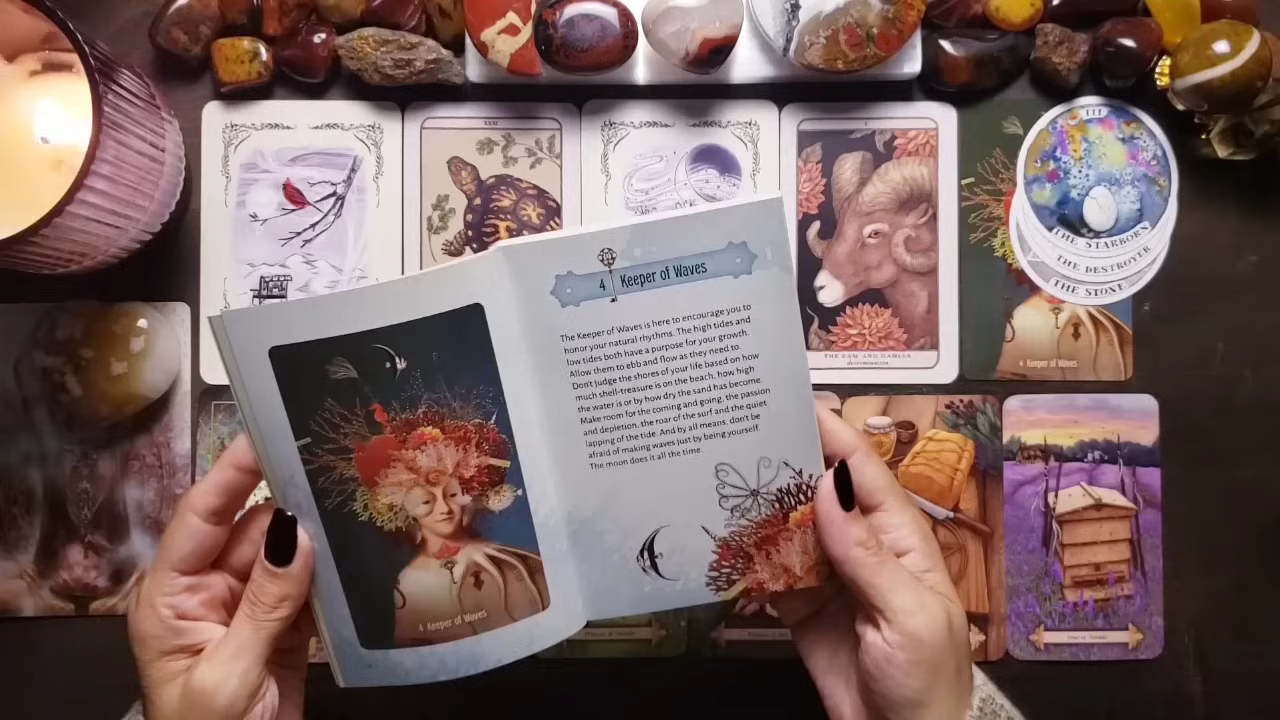 XXXI
I
THE STARBORN
THE DESTROYER
THE STONE
THE RAM AND DAHLIA
4 Keeper of Waves
4 Keeper of Waves
The Keeper of Waves is here to encourage you to
honor your natural rhythms. The high tides and
low tides both have a purpose for your growth.
Allow them to ebb and flow as they need to.
Don't judge the shores of your life based on how
much shell-treasure is on the beach, how high
the water is or by how dry the sand has become.
Make room for the coming and going, the passion
and depletion, the roar of the surf and the quiet
lapping of the tide. And by all means, don't be
afraid of making waves just by being yourself.
The moon does it all the time.
4 Keeper of Waves